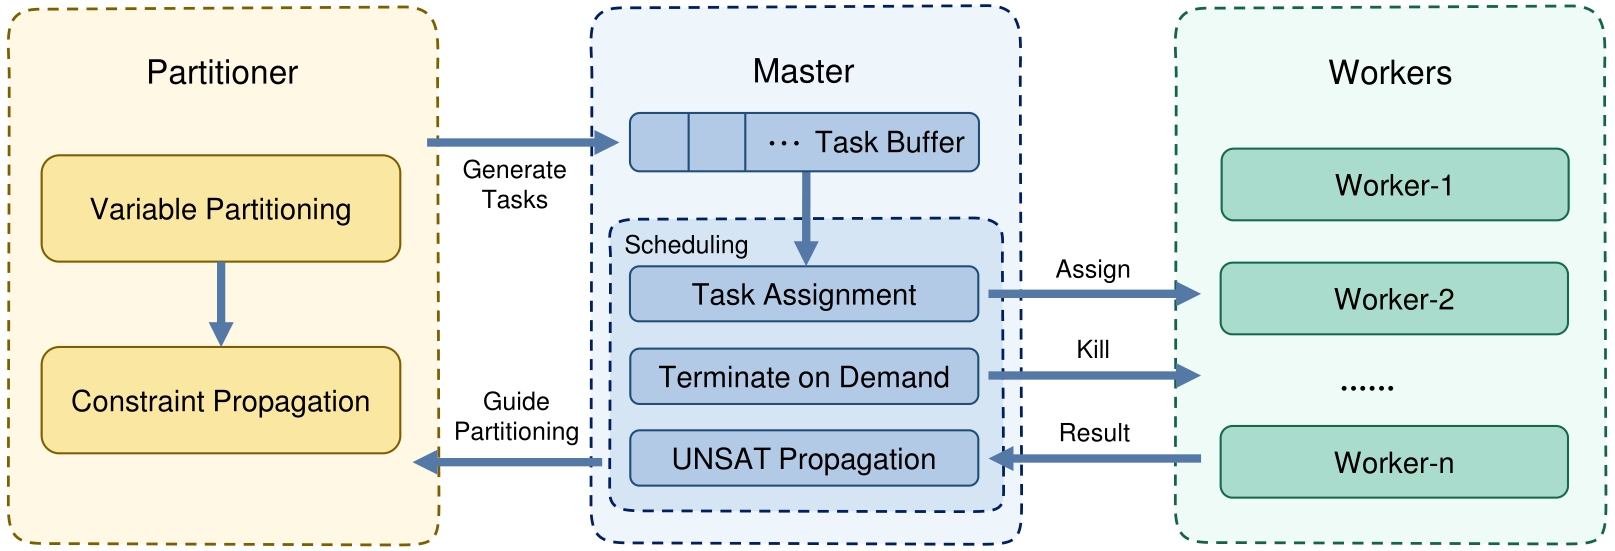 Partitioner
Variable Partitioning
Constraint Propagation
Generate
Tasks
Guide
Partitioning
Master
··· Task Buffer
Scheduling
Task Assignment
Terminate on Demand
UNSAT Propagation
Assign
Kill
Result
Workers
Worker-1
Worker-2
······
Worker-n